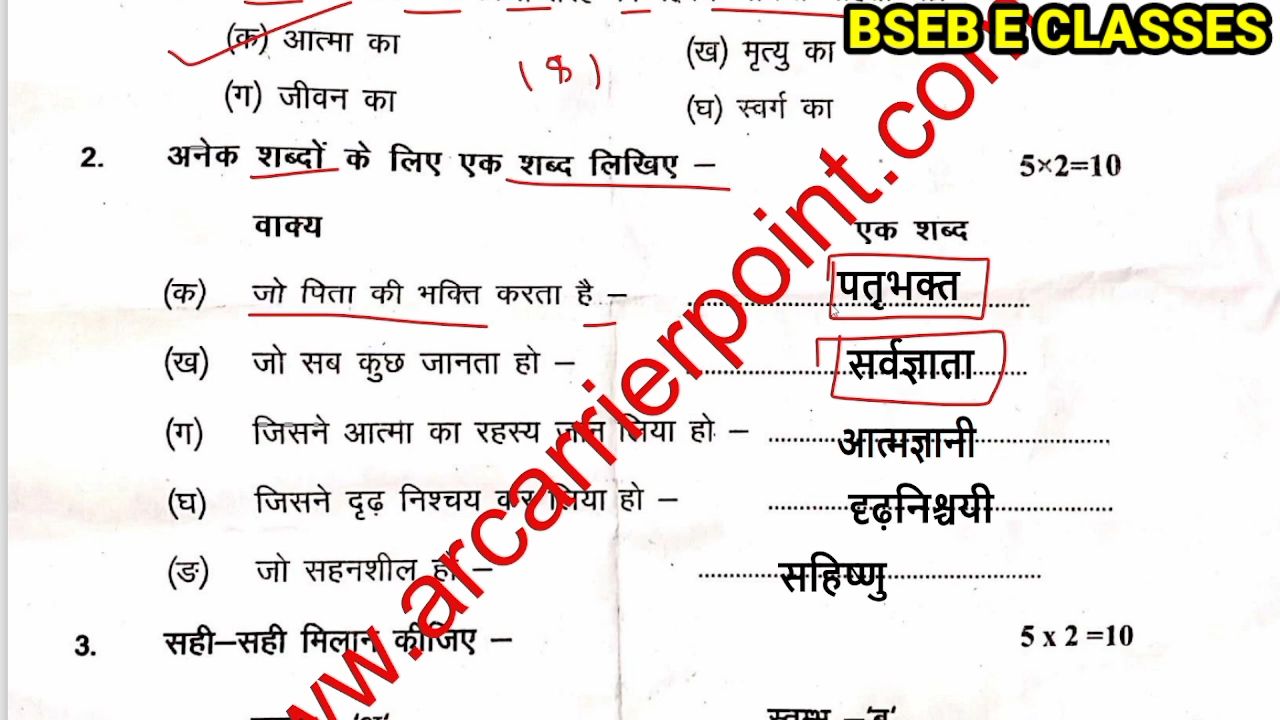 BSEB E CLASSES
(क) आत्मा का (ख) मृत्यु का
(8)
(ग) जीवन का (घ) स्वर्ग का
2. अनेक शब्दों के लिए एक शब्द लिखिए – 5×2=10
वाक्य एक शब्द
(क) जो पिता की भक्ति करता है – पतृभक्त
(ख) जो सब कुछ जानता हो – सर्वज्ञाता
(ग) जिसने आत्मा का रहस्य जान लिया हो – आत्मज्ञानी
(घ) जिसने दृढ़ निश्चय कर लिया हो – दृढ़निश्चयी
(ङ) जो सहनशील हो – सहिष्णु
3. सही–सही मिलान कीजिए – 5 x 2 =10
www.arcarrierpoint.com